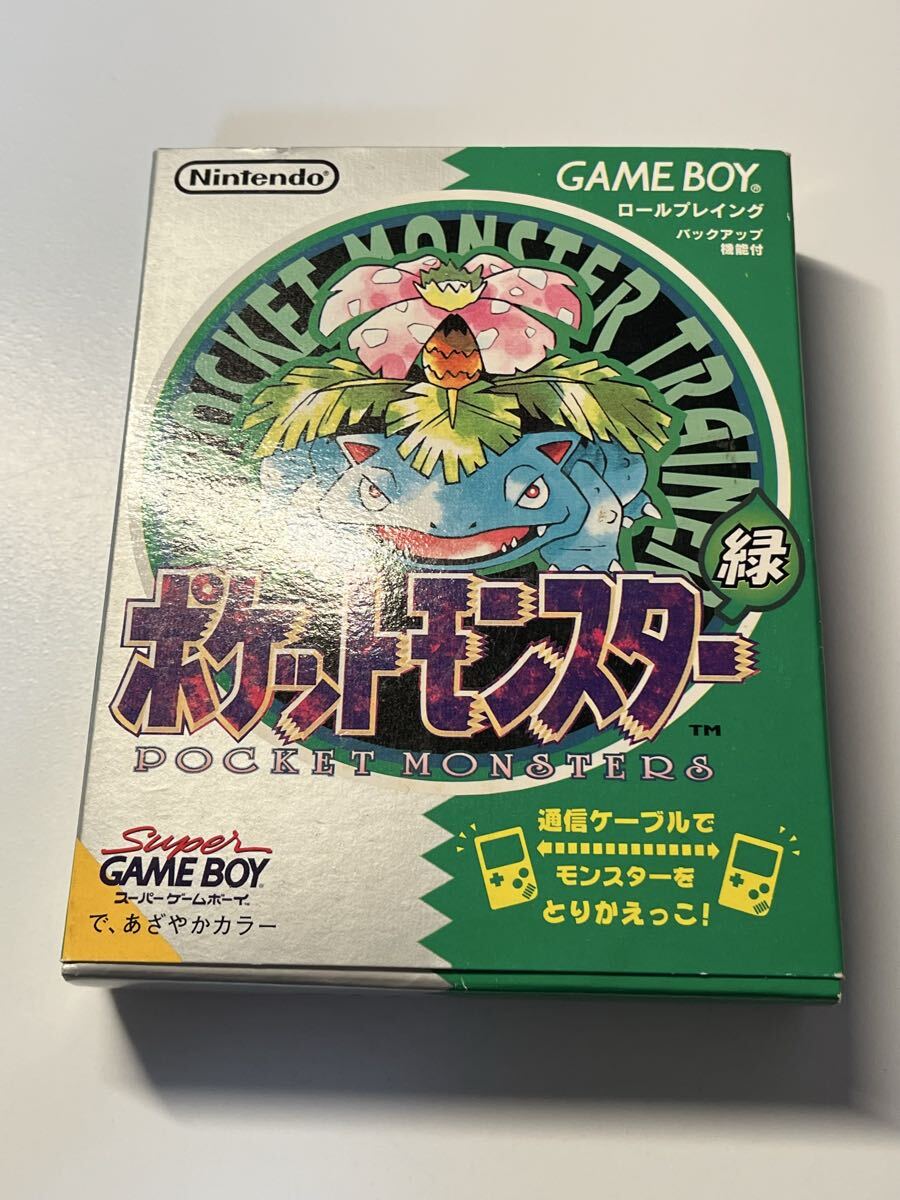 Nintendo®
GAME BOY®
ロールプレイング
バックアップ
機能付
POCKET MONSTER TRAINER
緑
ポケットモンスター
TM
POCKET MONSTERS
Super
GAME BOY®
スーパーゲームボーイ
で、あざやかカラー
通信ケーブルで
モンスターを
とりかえっこ!